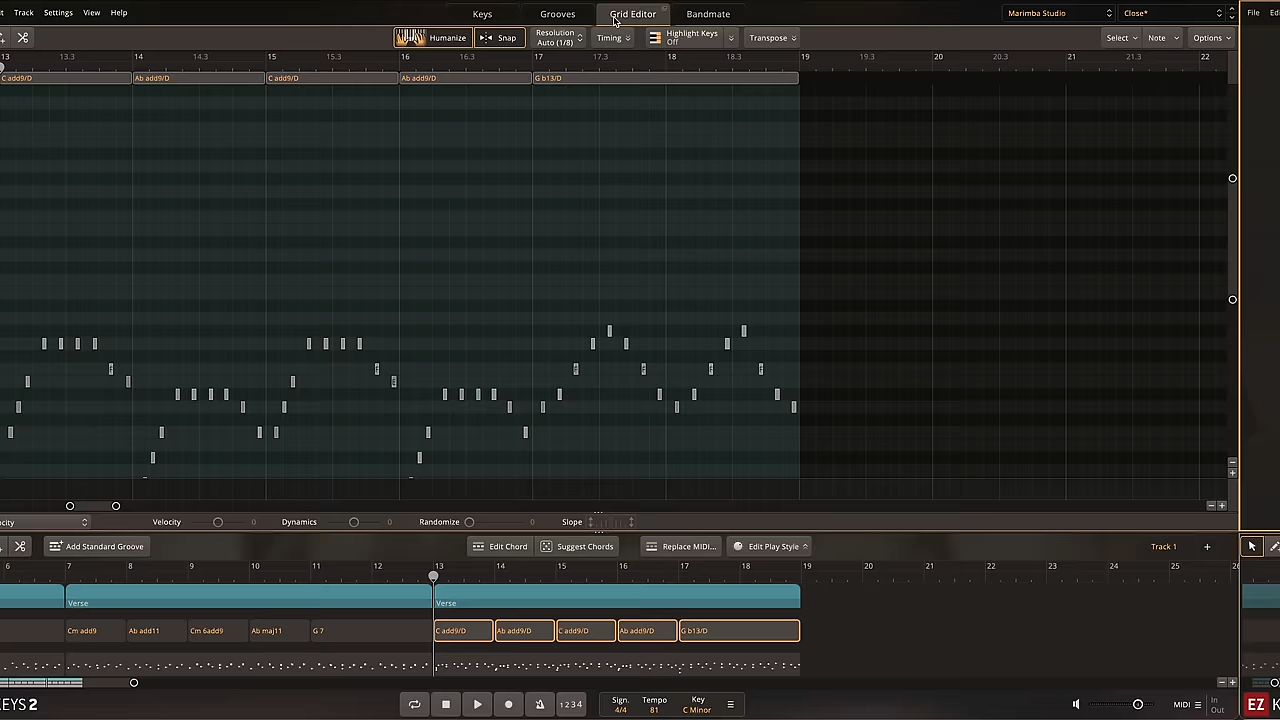 Track Settings View Help
Keys Grooves Grid Editor Bandmate
Marimba Studio Close* File
Humanize Snap Resolution Auto (1/8) Timing Highlight Keys Off Transpose Select Note Options
13 13.3 14 14.3 15 15.3 16 16.3 17 17.3 18 18.3 19 19.3 20 20.3 21 21.3 22
C add9/D Ab add9/D C add9/D Ab add9/D G b13/D
Velocity 0 Dynamics 0 Randomize 0 Slope
Add Standard Groove Edit Chord Suggest Chords Replace MIDI... Edit Play Style Track 1 +
6 7 8 9 10 11 12 13 14 15 16 17 18 19 20 21 22 23 24 25
Verse Verse
Cm add9 Ab add11 Cm 6add9 Ab maj11 G 7 C add9/D Ab add9/D C add9/D Ab add9/D G b13/D
KEYS 2 1 2 3 4 Sign. 4/4 Tempo 81 Key C Minor MIDI In Out EZ K